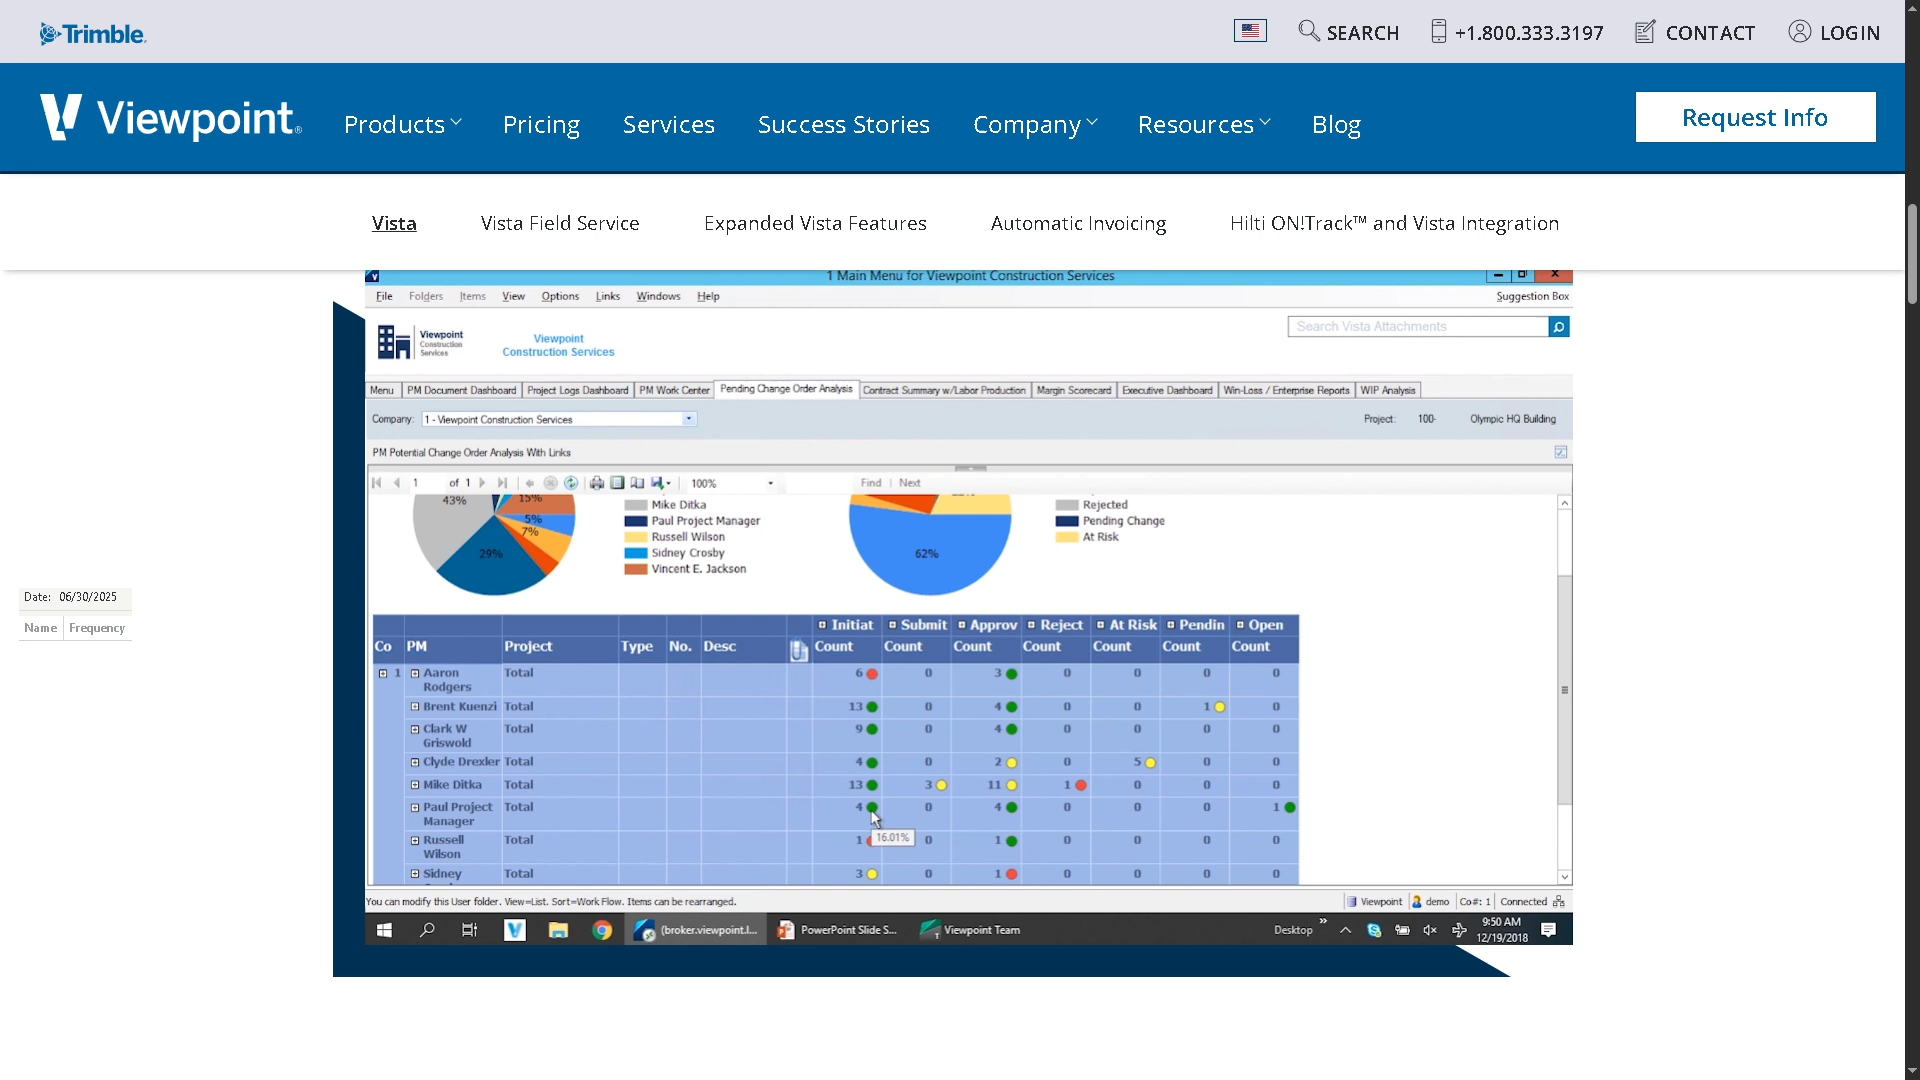 Trimble
SEARCH +1.800.333.3197 CONTACT LOGIN
Viewpoint
Products Pricing Services Success Stories Company Resources Blog Request Info
Vista Vista Field Service Expanded Vista Features Automatic Invoicing Hilti ON!Track™ and Vista Integration
1 Main Menu for Viewpoint Construction Services
File Folders Items View Options Links Windows Help Suggestion Box
Search Vista Attachments
Viewpoint
Construction
Services
Viewpoint
Construction Services
Menu PM Document Dashboard Project Logs Dashboard PM Work Center Pending Change Order Analysis Contract Summary w/Labor Production Margin Scorecard Executive Dashboard Win-Loss / Enterprise Reports WIP Analysis
Company: 1 - Viewpoint Construction Services Project: 100- Olympic HQ Building
PM Potential Change Order Analysis With Links
1 of 1 100% Find | Next
43% 15% 5% 7% 29%
Mike Ditka
Paul Project Manager
Russell Wilson
Sidney Crosby
Vincent E. Jackson
62%
Rejected
Pending Change
At Risk
Date: 06/30/2025
Name Frequency
Initiat Submit Approv Reject At Risk Pendin Open
Co PM Project Type No. Desc Count Count Count Count Count Count Count
1 Aaron Rodgers Total 6 0 3 0 0 0 0
Brent Kuenzi Total 13 0 4 0 0 1 0
Clark W Griswold Total 9 0 4 0 0 0 0
Clyde Drexler Total 4 0 2 0 5 0 0
Mike Ditka Total 13 3 11 1 0 0 0
Paul Project Manager Total 4 0 4 0 0 0 1
16.01%
Russell Wilson Total 1 0 1 0 0 0 0
Sidney Total 3 0 1 0 0 0 0
You can modify this User folder. View=List. Sort=Work Flow. Items can be rearranged. Viewpoint demo Co#: 1 Connected
(broker.viewpoint.l... PowerPoint Slide S... Viewpoint Team Desktop 9:50 AM
12/19/2018